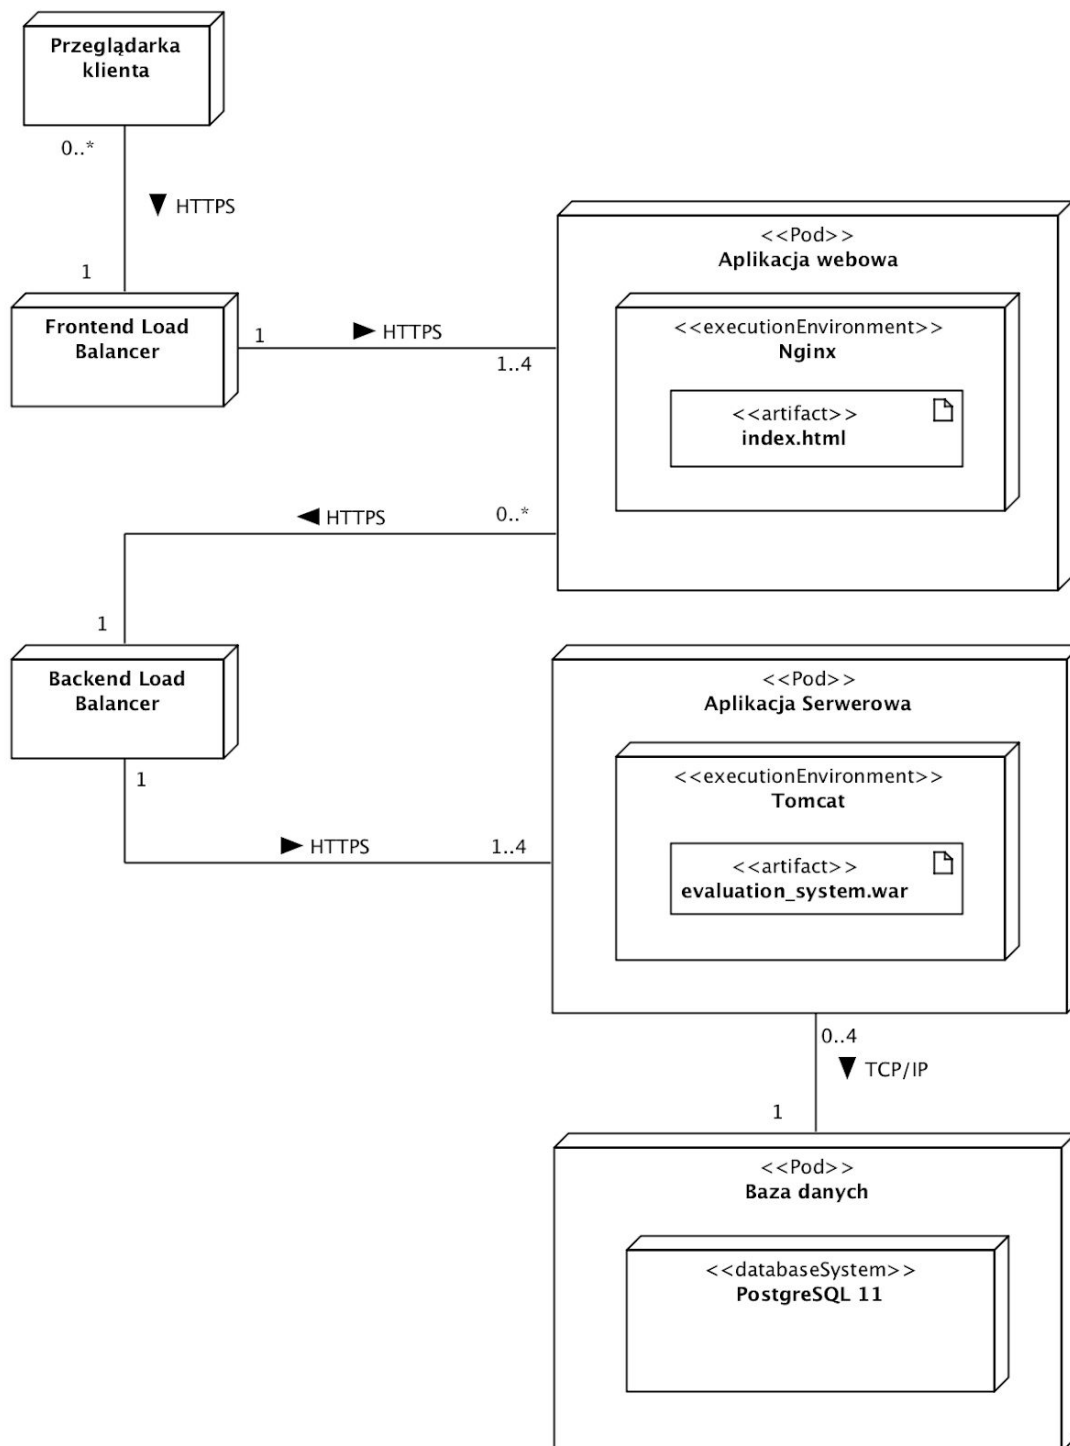 Przeglądarka
klienta
0..*
HTTPS
1
Frontend Load
Balancer
1
HTTPS
1..4
<<Pod>>
Aplikacja webowa
<<executionEnvironment>>
Nginx
<<artifact>>
index.html
HTTPS
0..*
1
Backend Load
Balancer
1
HTTPS
1..4
<<Pod>>
Aplikacja Serwerowa
<<executionEnvironment>>
Tomcat
<<artifact>>
evaluation_system.war
0..4
TCP/IP
1
<<Pod>>
Baza danych
<<databaseSystem>>
PostgreSQL 11